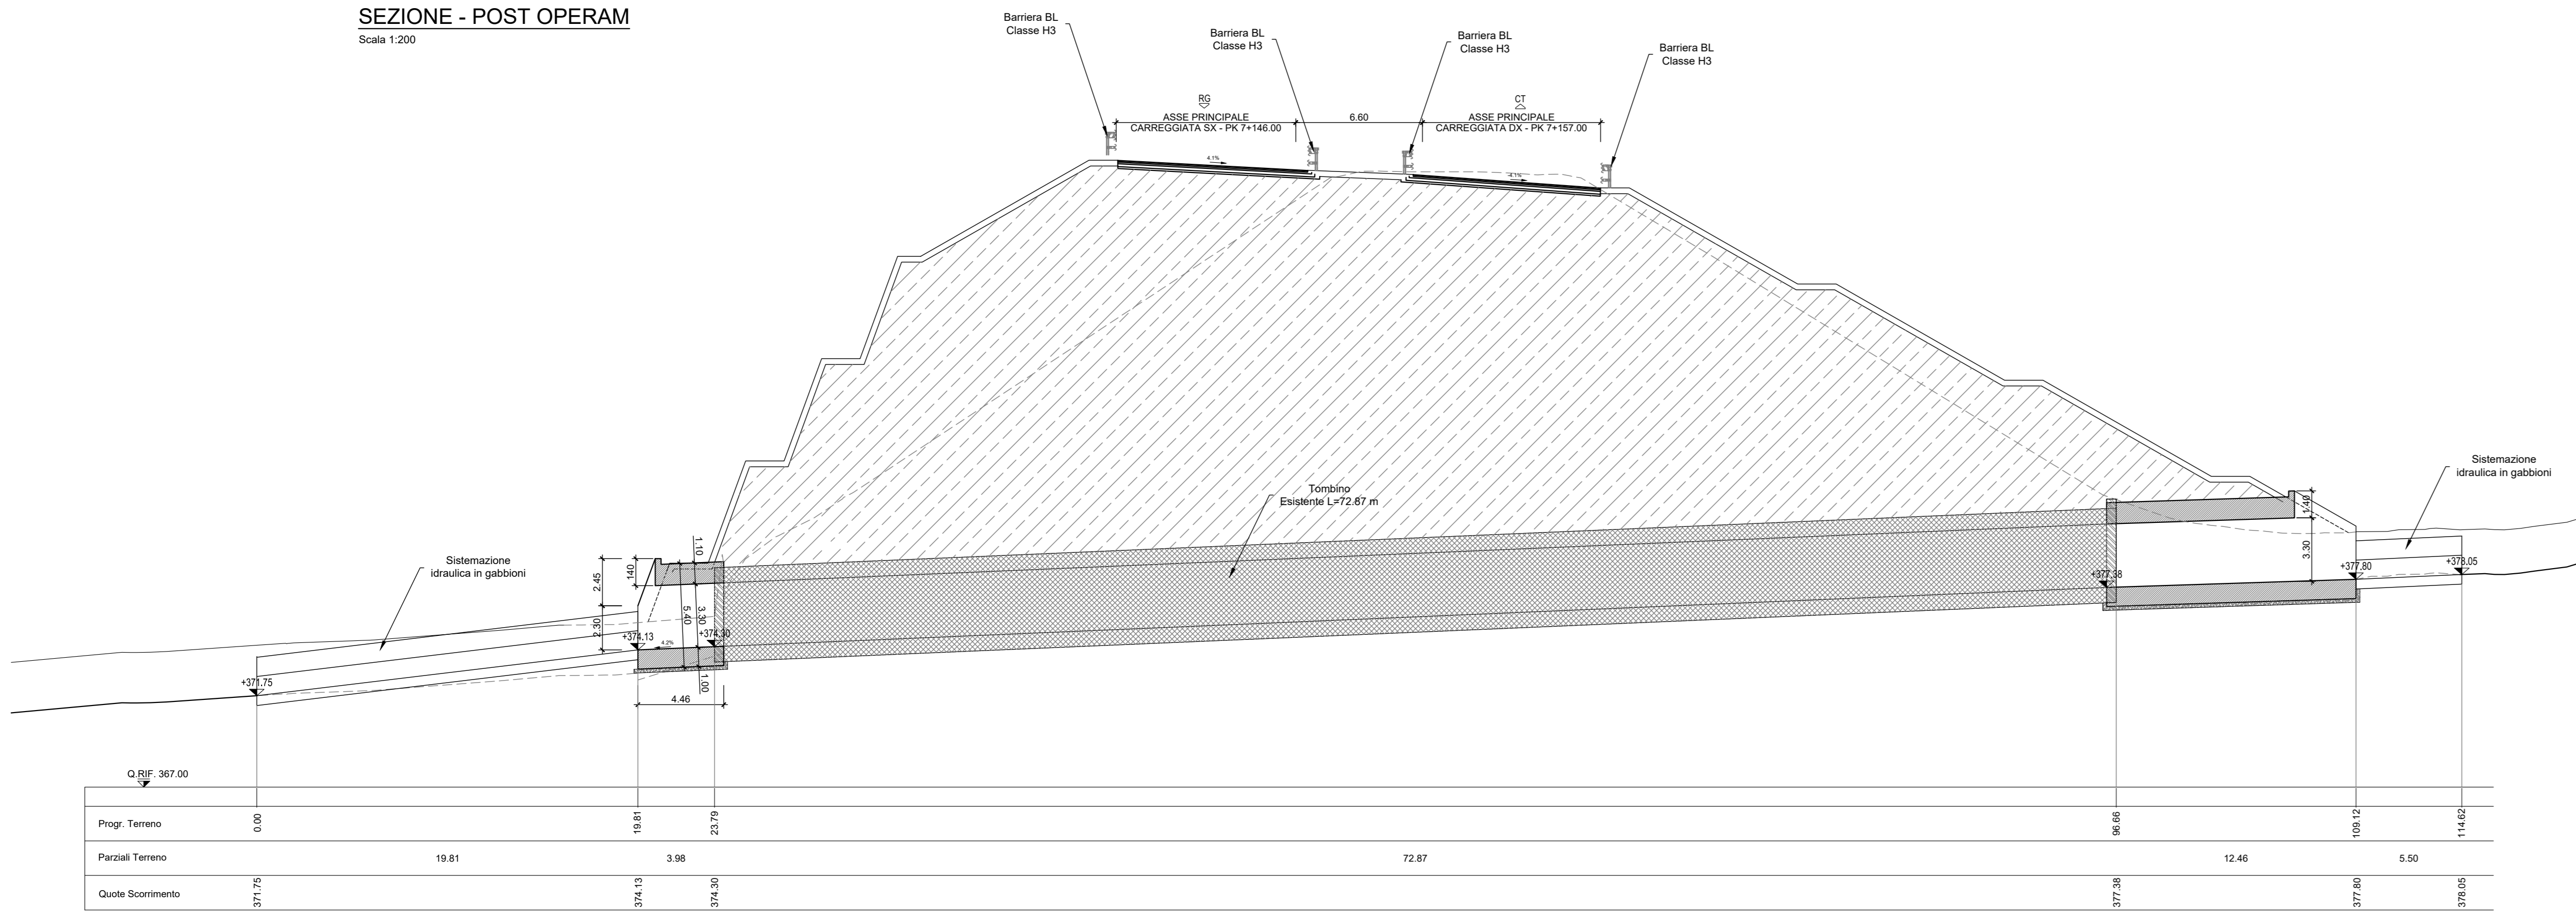 SEZIONE - POST OPERAM
Scala 1:200
Barriera BL
Classe H3
Barriera BL
Classe H3
Barriera BL
Classe H3
Barriera BL
Classe H3
RG
CT
ASSE PRINCIPALE
CARREGGIATA SX - PK 7+146.00
6.60
ASSE PRINCIPALE
CARREGGIATA DX - PK 7+157.00
4.1%
4.1%
Tombino
Esistente L=72.87 m
Sistemazione
idraulica in gabbioni
Sistemazione
idraulica in gabbioni
2.45
140
1.10
2.30
5.40
3.30
1.00
4.46
4.2%
+371.75
+374.13
+374.30
+377.38
+377.80
+378.05
1.40
3.30
Q.RIF. 367.00
Progr. Terreno 0.00 19.81 23.79 96.66 109.12 114.62
Parziali Terreno 19.81 3.98 72.87 12.46 5.50
Quote Scorrimento 371.75 374.13 374.30 377.38 377.80 378.05